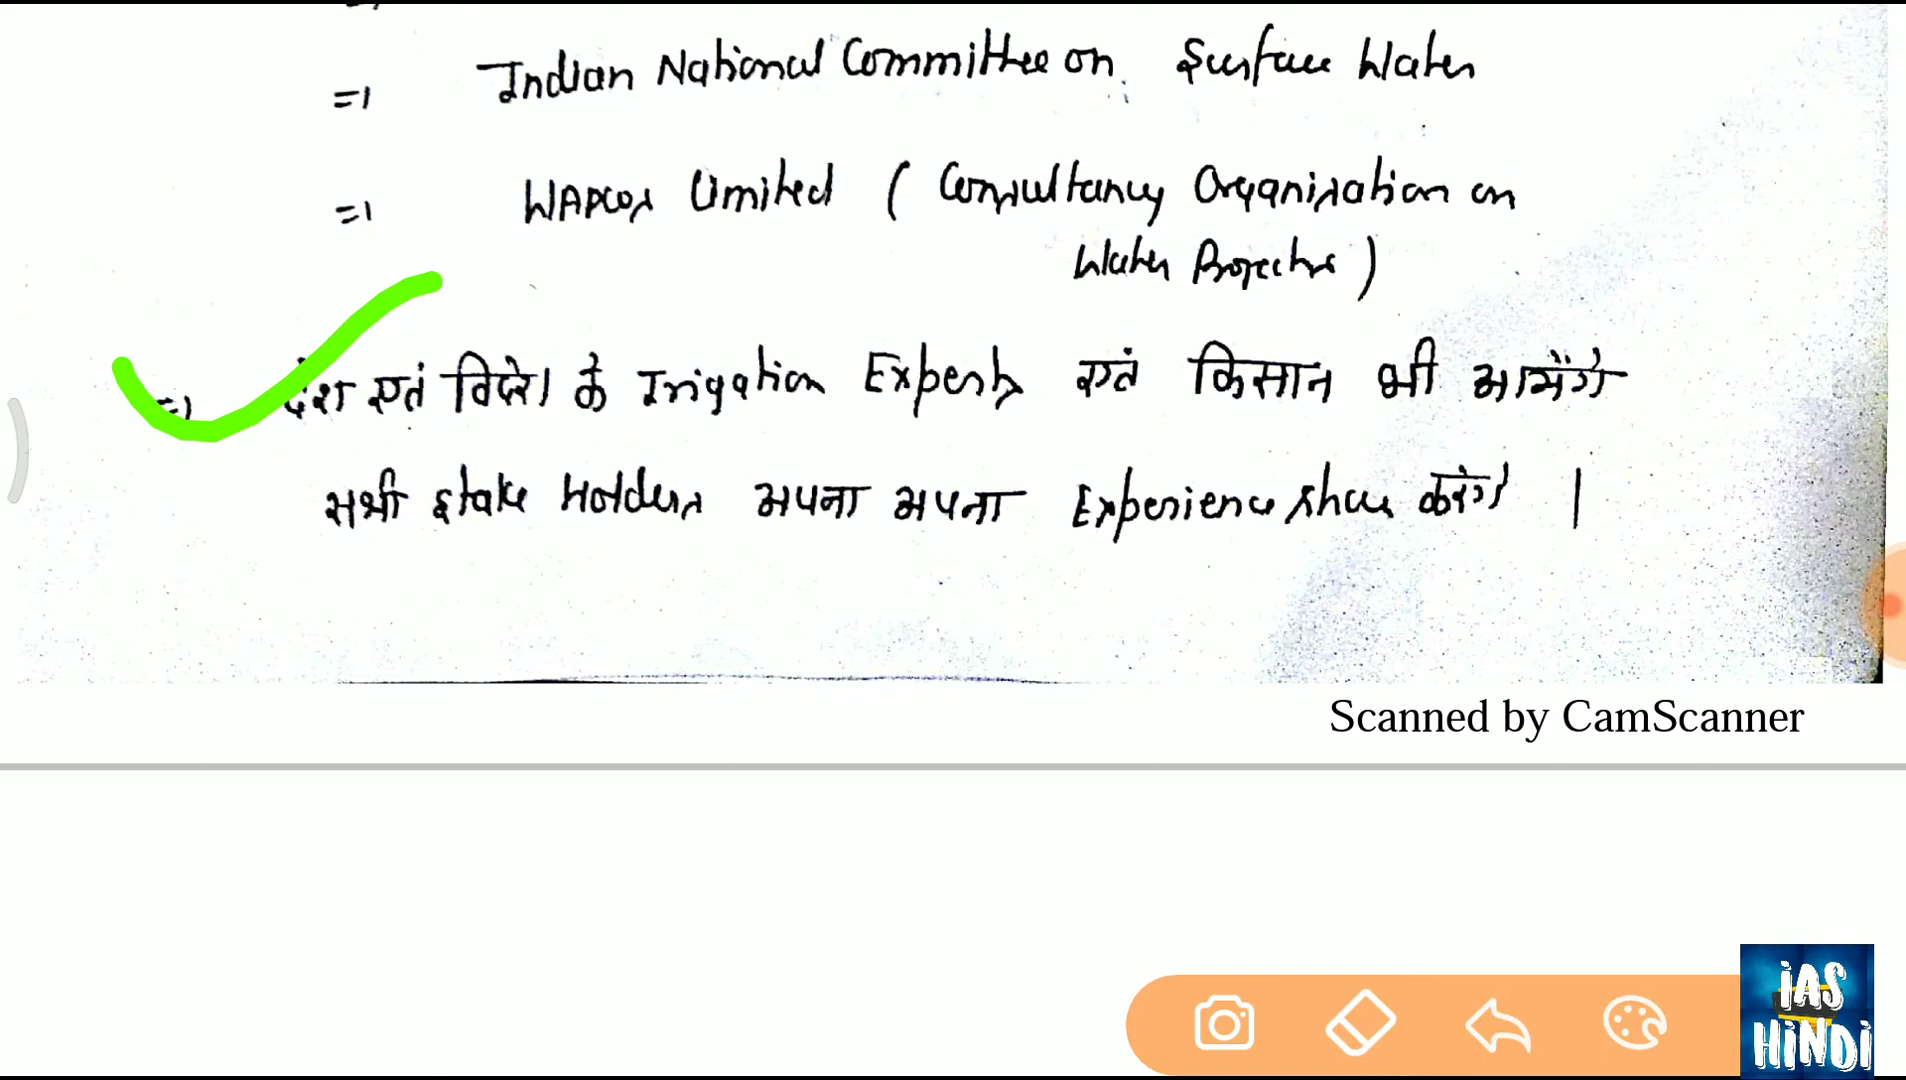 =) Indian National Committee on Surface Water
=) WAPCOS Limited ( Consultancy Organisation on
Water Projects )
=) देश एवं विदेश के Irrigation Experts एवं किसान भी आयेंगे
सभी Stake Holders अपना अपना Experience Share करेंगे |
Scanned by CamScanner
iAS
HiNDi